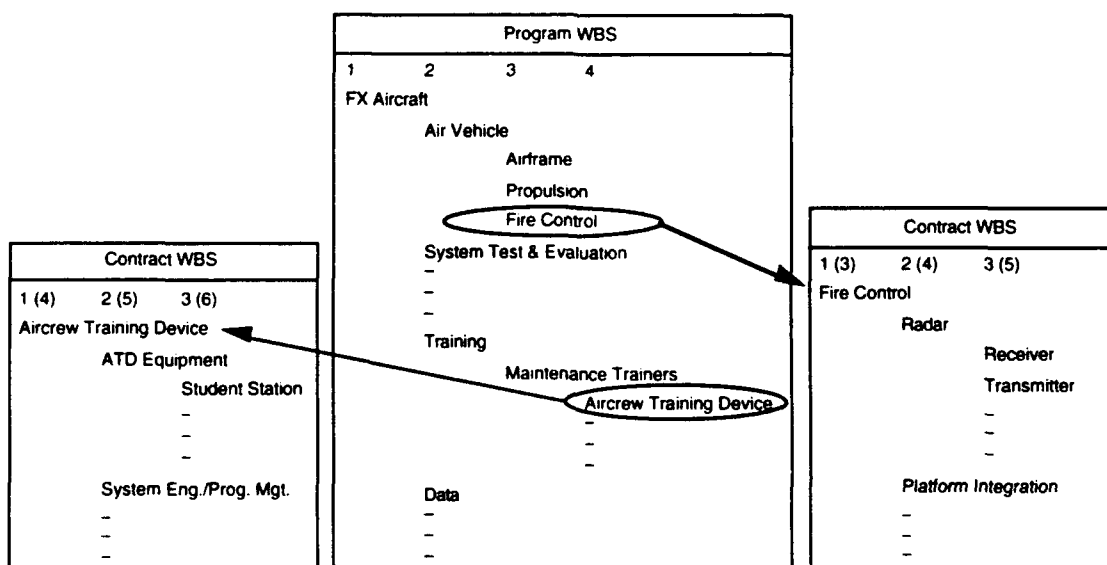 Program WBS
1 2 3 4
FX Aircraft
Air Vehicle
Airframe
Propulsion
Fire Control
System Test & Evaluation
–
–
–
Training
Maintenance Trainers
Aircrew Training Device
–
–
–
Data
–
–
–
Contract WBS
1 (4) 2 (5) 3 (6)
Aircrew Training Device
ATD Equipment
Student Station
–
–
–
System Eng./Prog. Mgt.
–
–
–
Contract WBS
1 (3) 2 (4) 3 (5)
Fire Control
Radar
Receiver
Transmitter
–
–
–
Platform Integration
–
–
–